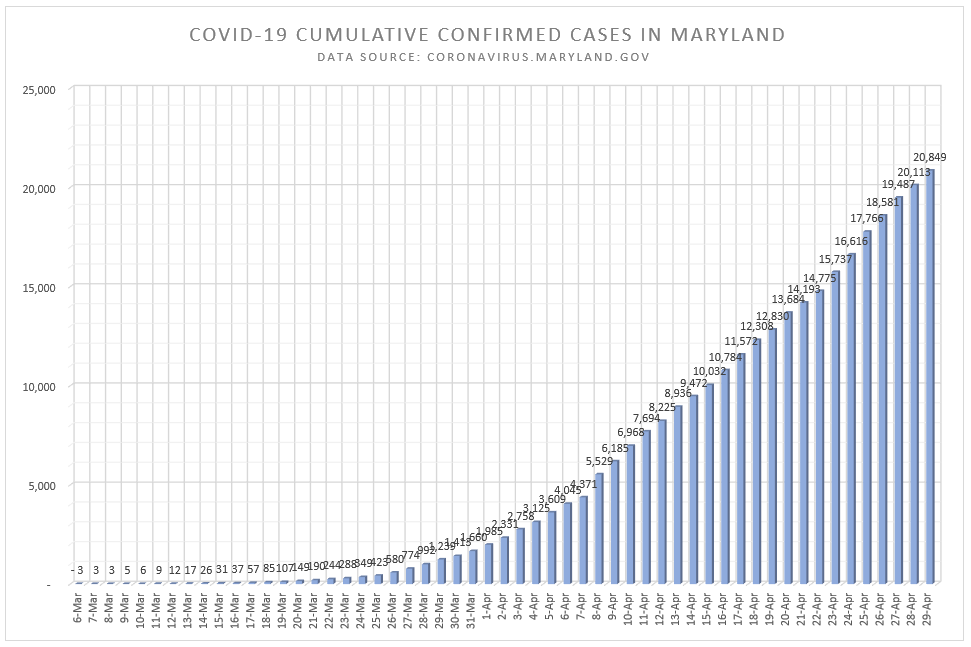 COVID-19 CUMULATIVE CONFIRMED CASES IN MARYLAND
DATA SOURCE: CORONAVIRUS.MARYLAND.GOV
25,000
20,000
15,000
10,000
5,000
-
3
3
3
5
6
9
12
17
26
31
37
57
85
107
149
190
244
288
349
423
580
774
992
1,239
1,413
1,660
1,985
2,331
2,758
3,125
3,609
4,045
4,371
5,529
6,185
6,968
7,694
8,225
8,936
9,472
10,032
10,784
11,572
12,308
12,830
13,684
14,193
14,775
15,737
16,616
17,766
18,581
19,487
20,113
20,849
6-Mar
7-Mar
8-Mar
9-Mar
10-Mar
11-Mar
12-Mar
13-Mar
14-Mar
15-Mar
16-Mar
17-Mar
18-Mar
19-Mar
20-Mar
21-Mar
22-Mar
23-Mar
24-Mar
25-Mar
26-Mar
27-Mar
28-Mar
29-Mar
30-Mar
31-Mar
1-Apr
2-Apr
3-Apr
4-Apr
5-Apr
6-Apr
7-Apr
8-Apr
9-Apr
10-Apr
11-Apr
12-Apr
13-Apr
14-Apr
15-Apr
16-Apr
17-Apr
18-Apr
19-Apr
20-Apr
21-Apr
22-Apr
23-Apr
24-Apr
25-Apr
26-Apr
27-Apr
28-Apr
29-Apr